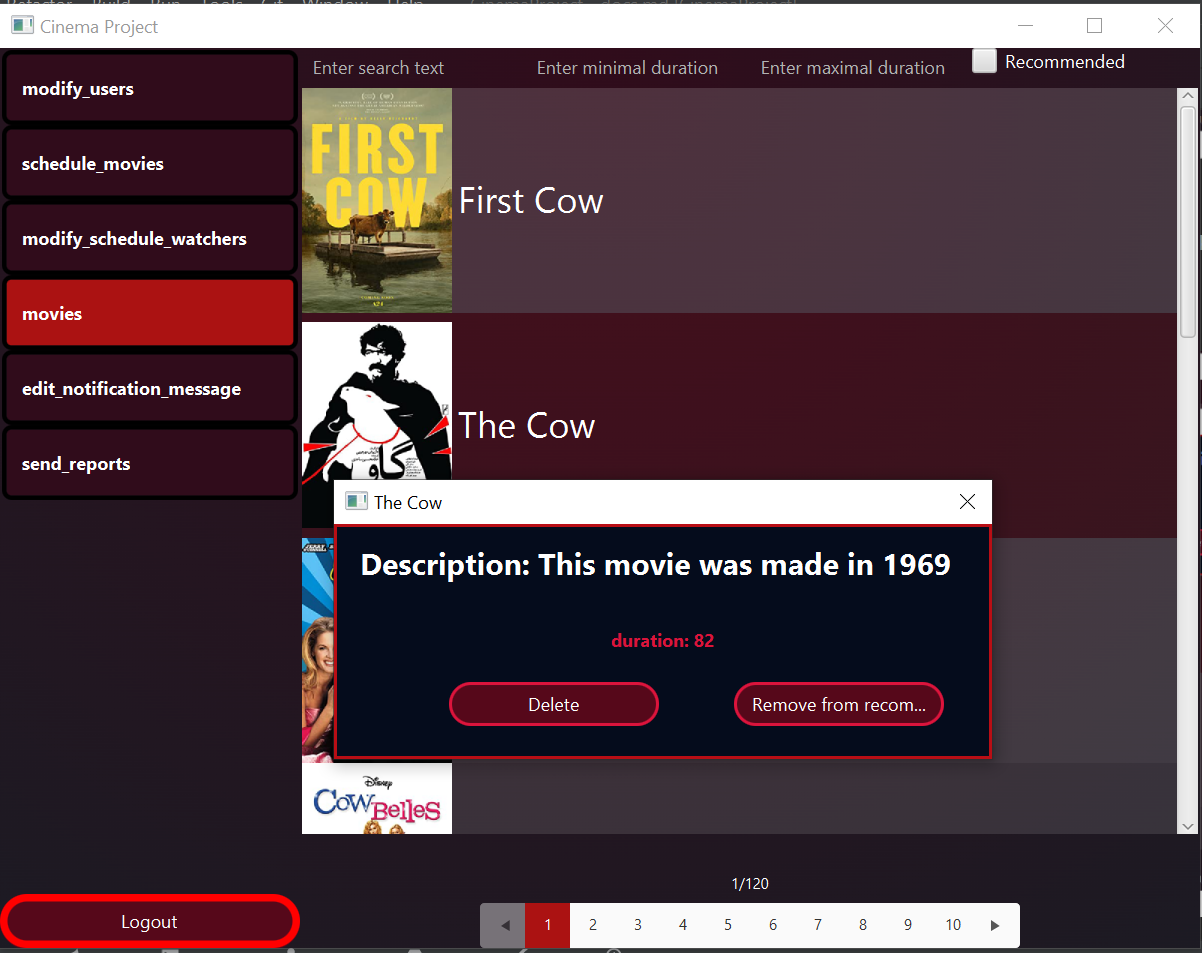 Cinema Project
modify_users
schedule_movies
modify_schedule_watchers
movies
edit_notification_message
send_reports
Logout
Enter search text
Enter minimal duration
Enter maximal duration
Recommended
FIRST
COW
First Cow
گاو
The Cow
The Cow
Description: This movie was made in 1969
duration: 82
Delete
Remove from recom...
Disney
COW BELLES
1/120
1 2 3 4 5 6 7 8 9 10